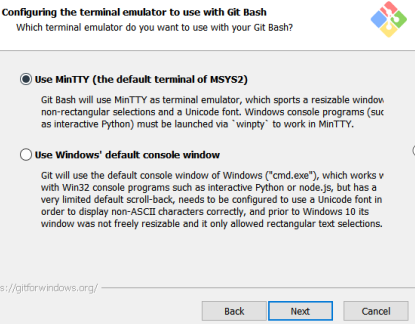 Configuring the terminal emulator to use with Git Bash
Which terminal emulator do you want to use with your Git Bash?
Use MinTTY (the default terminal of MSYS2)
Git Bash will use MinTTY as terminal emulator, which sports a resizable
non-rectangular selections and a Unicode font. Windows console programs
as interactive Python) must be launched via `winpty` to work in MinTTY.
Use Windows' default console window
Git will use the default console window of Windows ("cmd.exe"), which works
with Win32 console programs such as interactive Python or node.js, but has a
very limited default scroll-back, needs to be configured to use a Unicode font in
order to display non-ASCII characters correctly, and prior to Windows 10 its
window was not freely resizable and it only allowed rectangular text selections.
s://gitforwindows.org/
Back
Next
Cancel